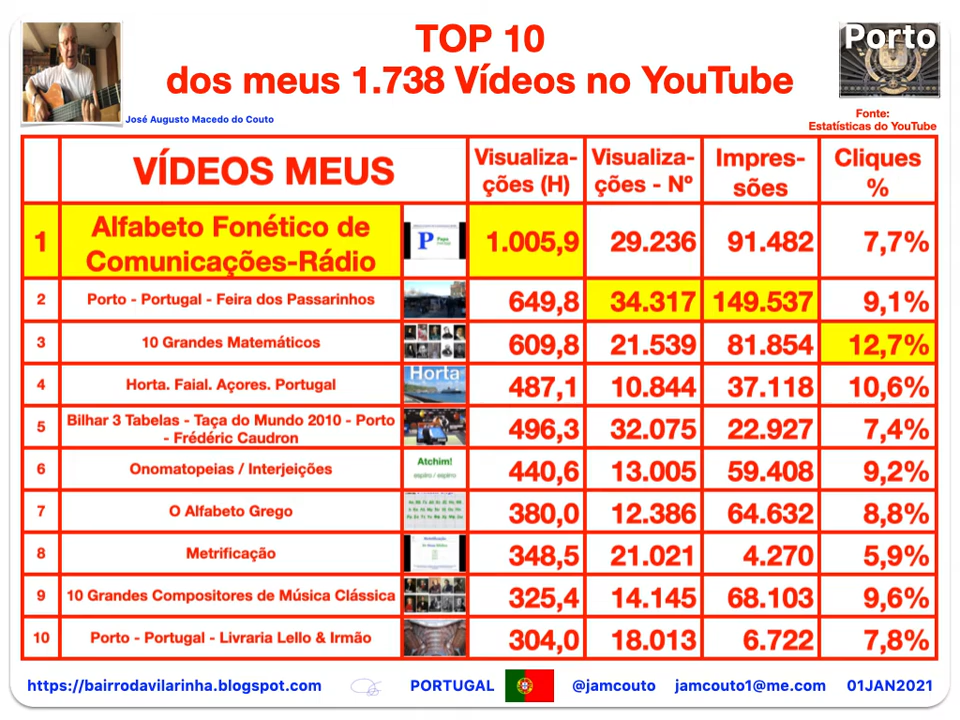 TOP 10
dos meus 1.738 Vídeos no YouTube
Porto
José Augusto Macedo do Couto
Fonte:
Estatísticas do YouTube
VÍDEOS MEUS
Visualiza-
ções (H)
Visualiza-
ções - Nº
Impres-
sões
Cliques
%
1
Alfabeto Fonético de
Comunicações-Rádio
P
1.005,9 29.236 91.482 7,7%
2 Porto - Portugal - Feira dos Passarinhos 649,8 34.317 149.537 9,1%
3 10 Grandes Matemáticos 609,8 21.539 81.854 12,7%
4 Horta. Faial. Açores. Portugal Horta 487,1 10.844 37.118 10,6%
5
Bilhar 3 Tabelas - Taça do Mundo 2010 - Porto
- Frédéric Caudron
496,3 32.075 22.927 7,4%
6 Onomatopeias / Interjeições Atchim! 440,6 13.005 59.408 9,2%
7 O Alfabeto Grego 380,0 12.386 64.632 8,8%
8 Metrificação 348,5 21.021 4.270 5,9%
9 10 Grandes Compositores de Música Clássica 325,4 14.145 68.103 9,6%
10 Porto - Portugal - Livraria Lello & Irmão 304,0 18.013 6.722 7,8%
https://bairrodavilarinha.blogspot.com PORTUGAL @jamcouto jamcouto1@me.com 01JAN2021